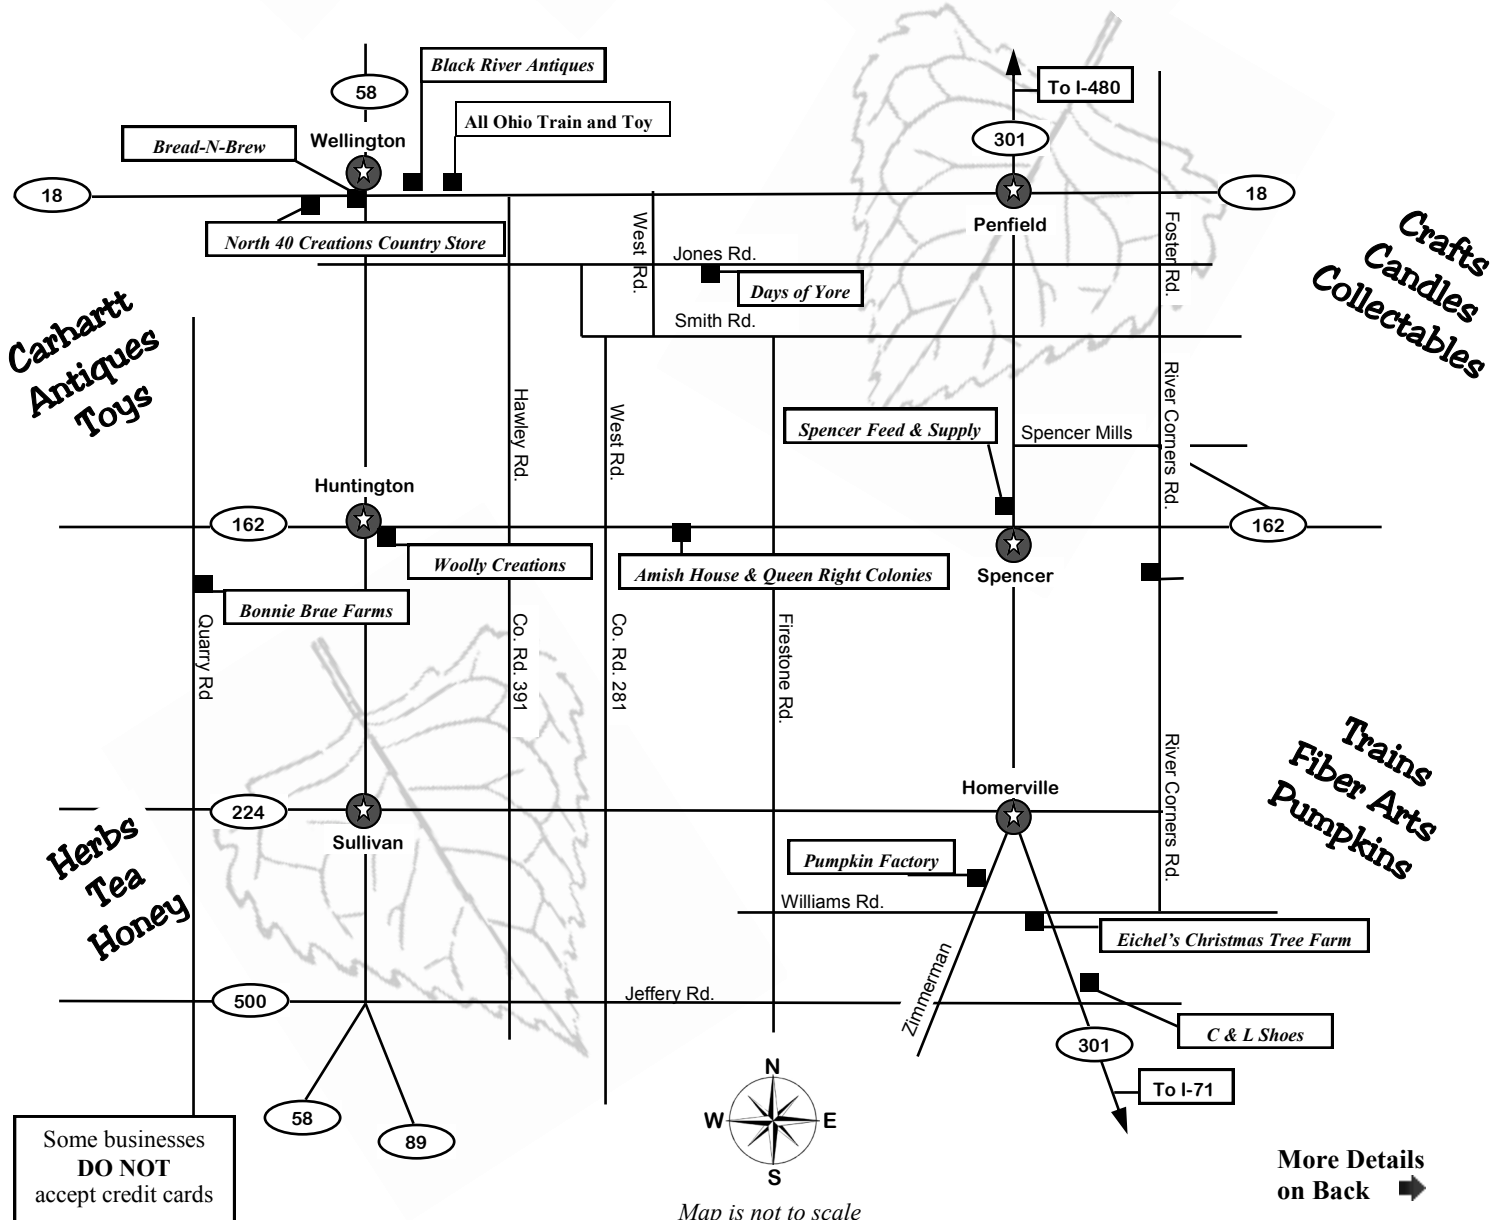 Black River Antiques
To I-480
58
All Ohio Train and Toy
Wellington
301
Bread-N-Brew
18
18
Penfield
North 40 Creations Country Store
West Rd.
Foster Rd.
Jones Rd.
Days of Yore
Smith Rd.
Crafts
Candles
Collectables
Carhartt
Antiques
Toys
Hawley Rd.
West Rd.
River Corners Rd.
Spencer Feed & Supply
Spencer Mills
Huntington
162
162
Woolly Creations
Amish House & Queen Right Colonies
Spencer
Bonnie Brae Farms
Quarry Rd
Co. Rd. 391
Co. Rd. 281
Firestone Rd.
River Corners Rd.
Trains
Fiber Arts
Pumpkins
Homerville
224
Sullivan
Herbs
Tea
Honey
Pumpkin Factory
Williams Rd.
Eichel's Christmas Tree Farm
Zimmerman
500
Jeffery Rd.
C & L Shoes
301
To I-71
58
89
N
W
E
S
Some businesses
DO NOT
accept credit cards
More Details
on Back
Map is not to scale